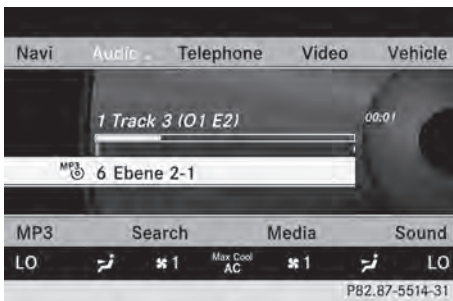 Navi Audio Telephone Video Vehicle
1 Track 3 (01 E2) 00:01
MP3 6 Ebene 2-1
MP3 Search Media Sound
LO 1 Max Cool AC 1 LO
P82.87-5514-31